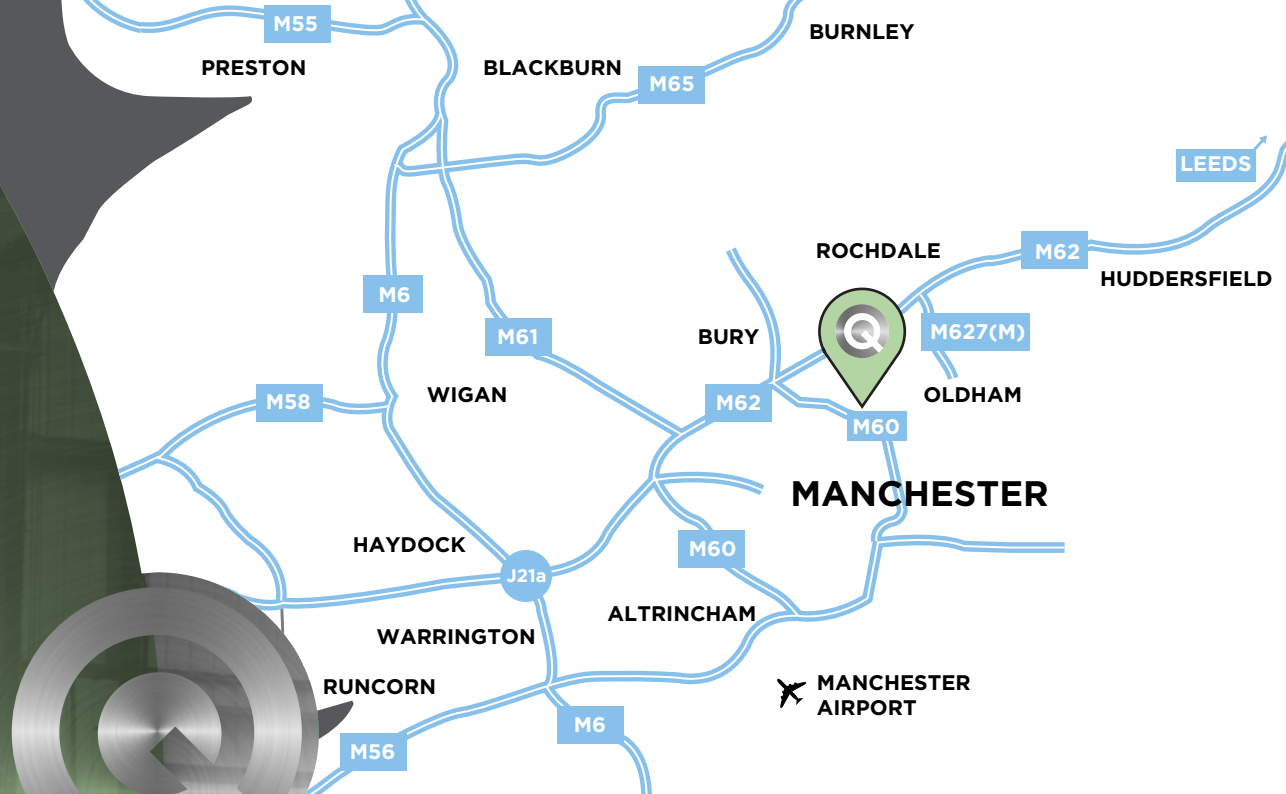 M55
BURNLEY
PRESTON
BLACKBURN
M65
LEEDS
ROCHDALE
M62
HUDDERSFIELD
M6
M61
BURY
M627(M)
WIGAN
M58
M62
OLDHAM
M60
MANCHESTER
HAYDOCK
M60
J21a
ALTRINCHAM
WARRINGTON
RUNCORN
MANCHESTER
AIRPORT
M6
M56